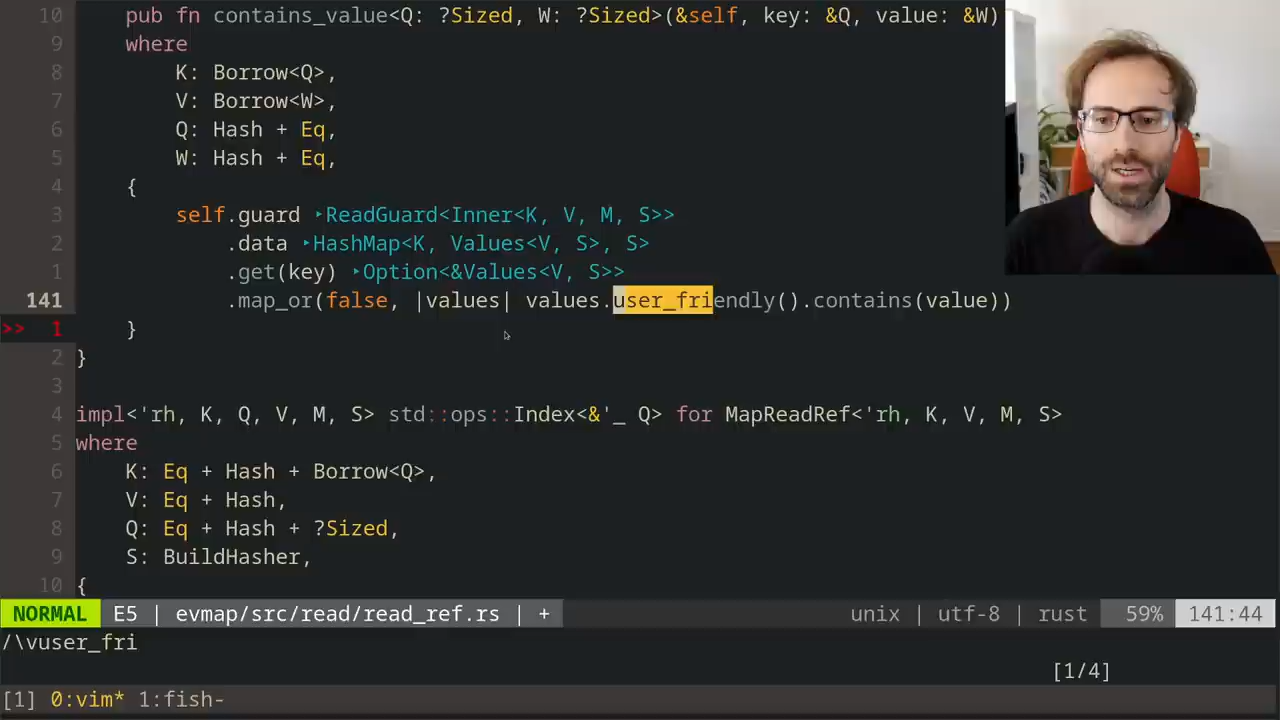 10 pub fn contains_value<Q: ?Sized, W: ?Sized>(&self, key: &Q, value: &W)
9 where
8 K: Borrow<Q>,
7 V: Borrow<W>,
6 Q: Hash + Eq,
5 W: Hash + Eq,
4 {
3 self.guard ‣ReadGuard<Inner<K, V, M, S>>
2 .data ‣HashMap<K, Values<V, S>, S>
1 .get(key) ‣Option<&Values<V, S>>
141 .map_or(false, |values| values.user_friendly().contains(value))
>> 1 }
2 }
3
4 impl<'rh, K, Q, V, M, S> std::ops::Index<&'_ Q> for MapReadRef<'rh, K, V, M, S>
5 where
6 K: Eq + Hash + Borrow<Q>,
7 V: Eq + Hash,
8 Q: Eq + Hash + ?Sized,
9 S: BuildHasher,
10 {
NORMAL E5 | evmap/src/read/read_ref.rs | + unix | utf-8 | rust 59% 141:44
/\vuser_fri
[1/4]
[1] 0:vim* 1:fish-